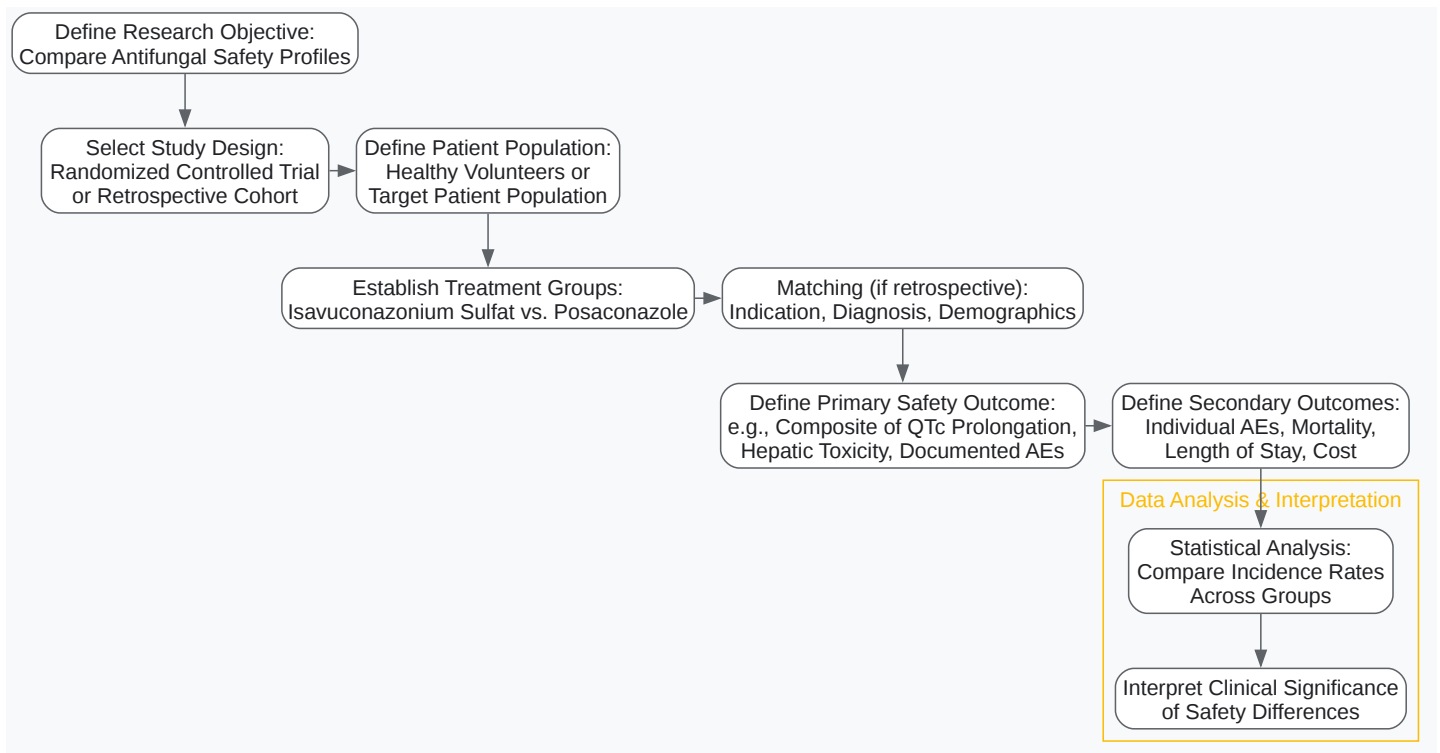 Define Research Objective:
Compare Antifungal Safety Profiles
Select Study Design:
Randomized Controlled Trial
or Retrospective Cohort
Define Patient Population:
Healthy Volunteers or
Target Patient Population
Establish Treatment Groups:
Isavuconazonium Sulfat vs. Posaconazole
Matching (if retrospective):
Indication, Diagnosis, Demographics
Define Primary Safety Outcome:
e.g., Composite of QTc Prolongation,
Hepatic Toxicity, Documented AEs
Define Secondary Outcomes:
Individual AEs, Mortality,
Length of Stay, Cost
Data Analysis & Interpretation
Statistical Analysis:
Compare Incidence Rates
Across Groups
Interpret Clinical Significance
of Safety Differences